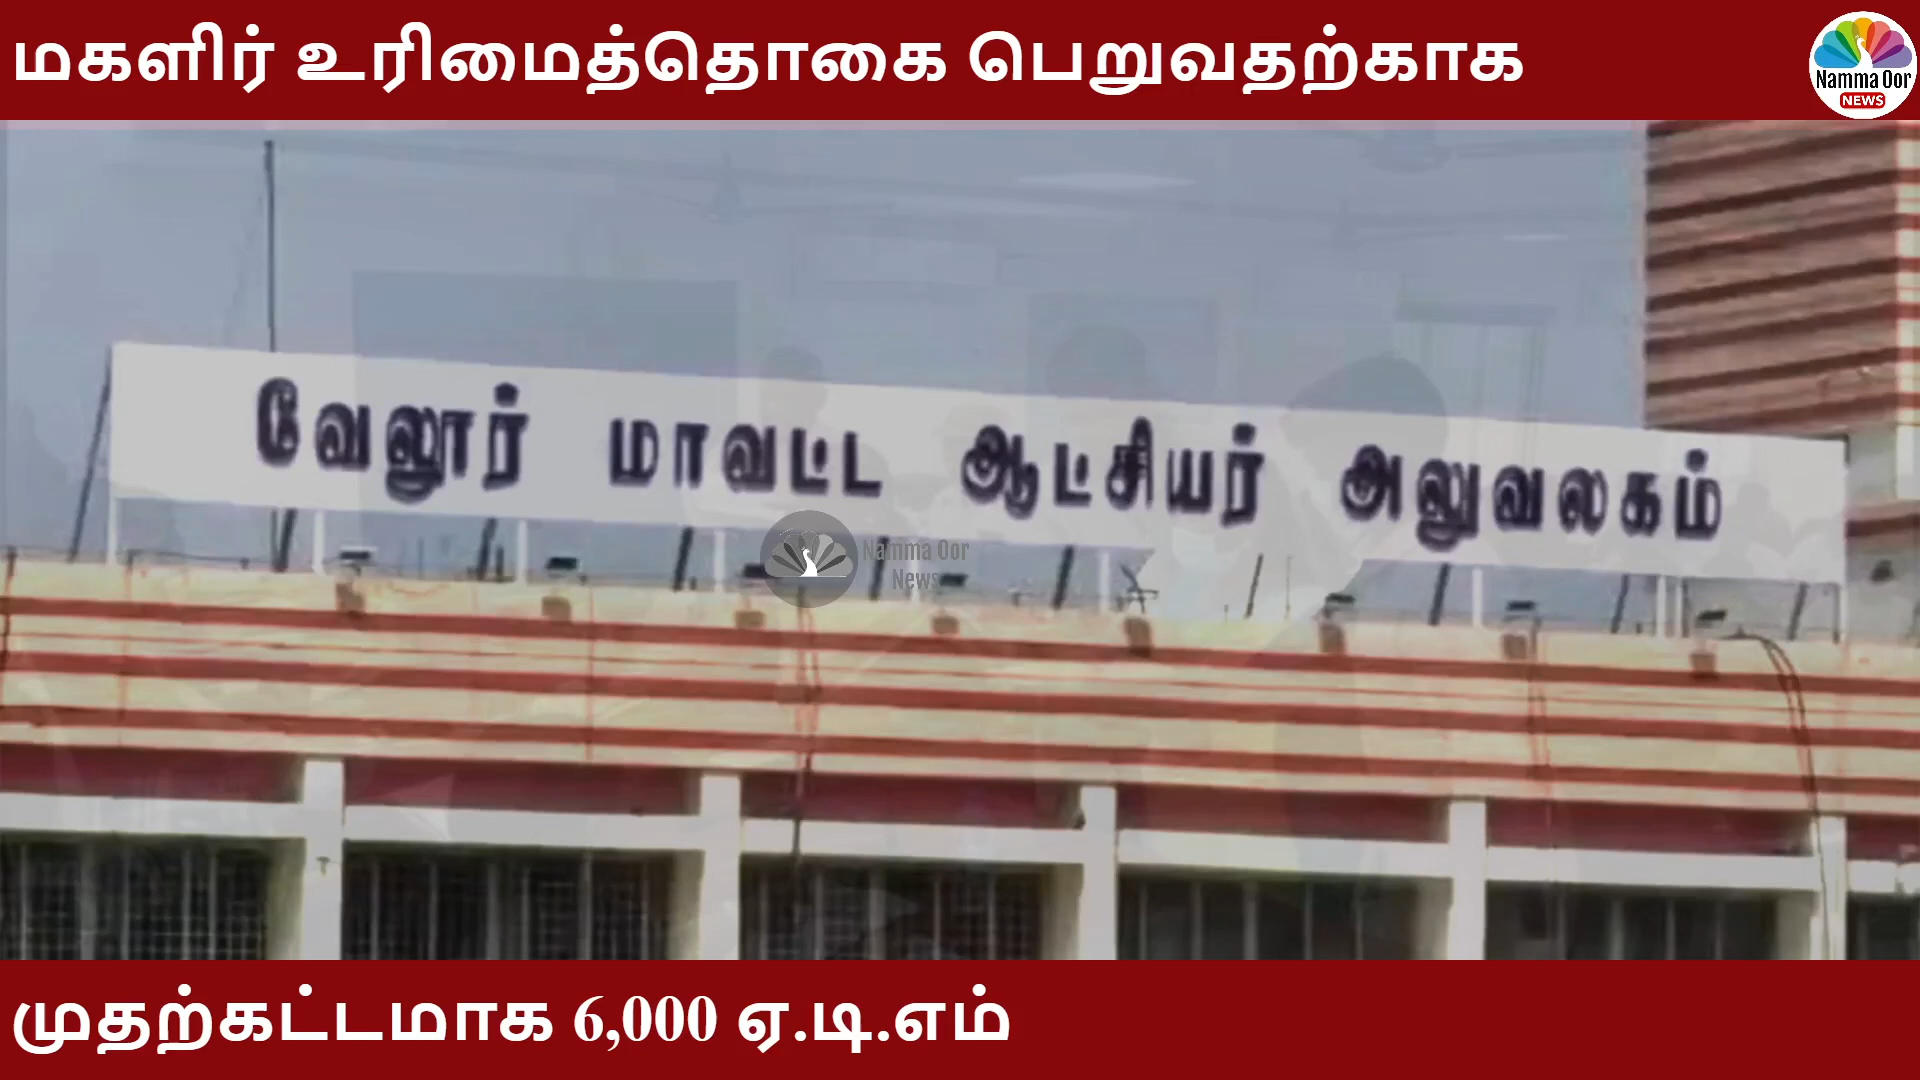 மகளிர் உரிமைத்தொகை பெறுவதற்காக
Namma Oor
NEWS
வேலூர் மாவட்ட ஆட்சியர் அலுவலகம்
Namma Oor
News
முதற்கட்டமாக 6,000 ஏ.டி.எம்